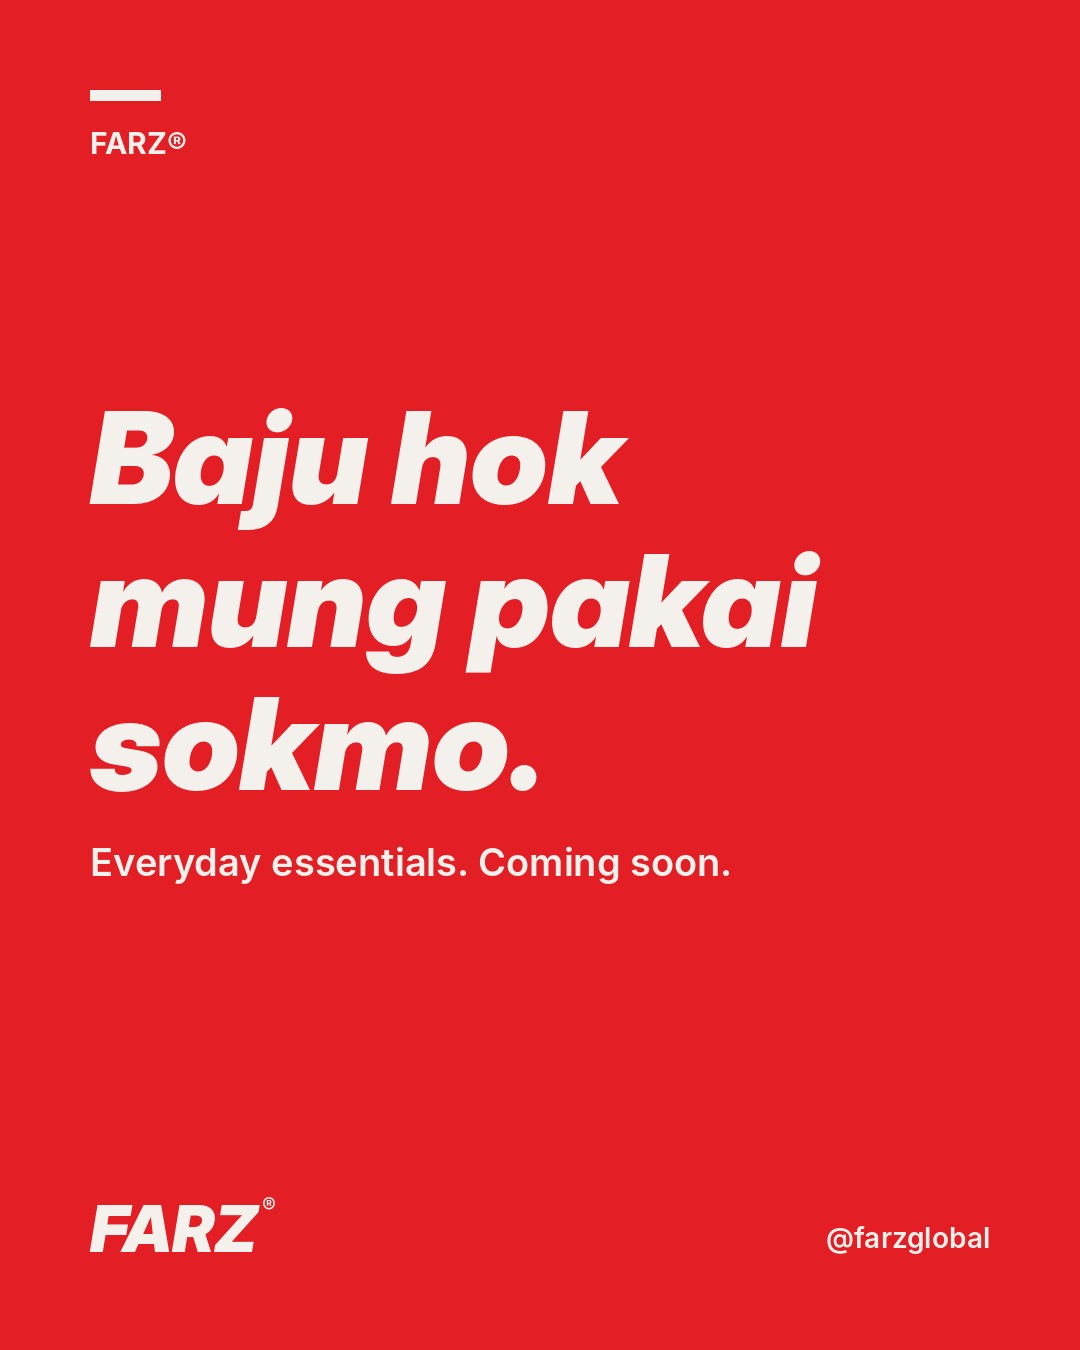 FARZ®
Baju hok
mung pakai
sokmo.
Everyday essentials. Coming soon.
FARZ®
@farzglobal